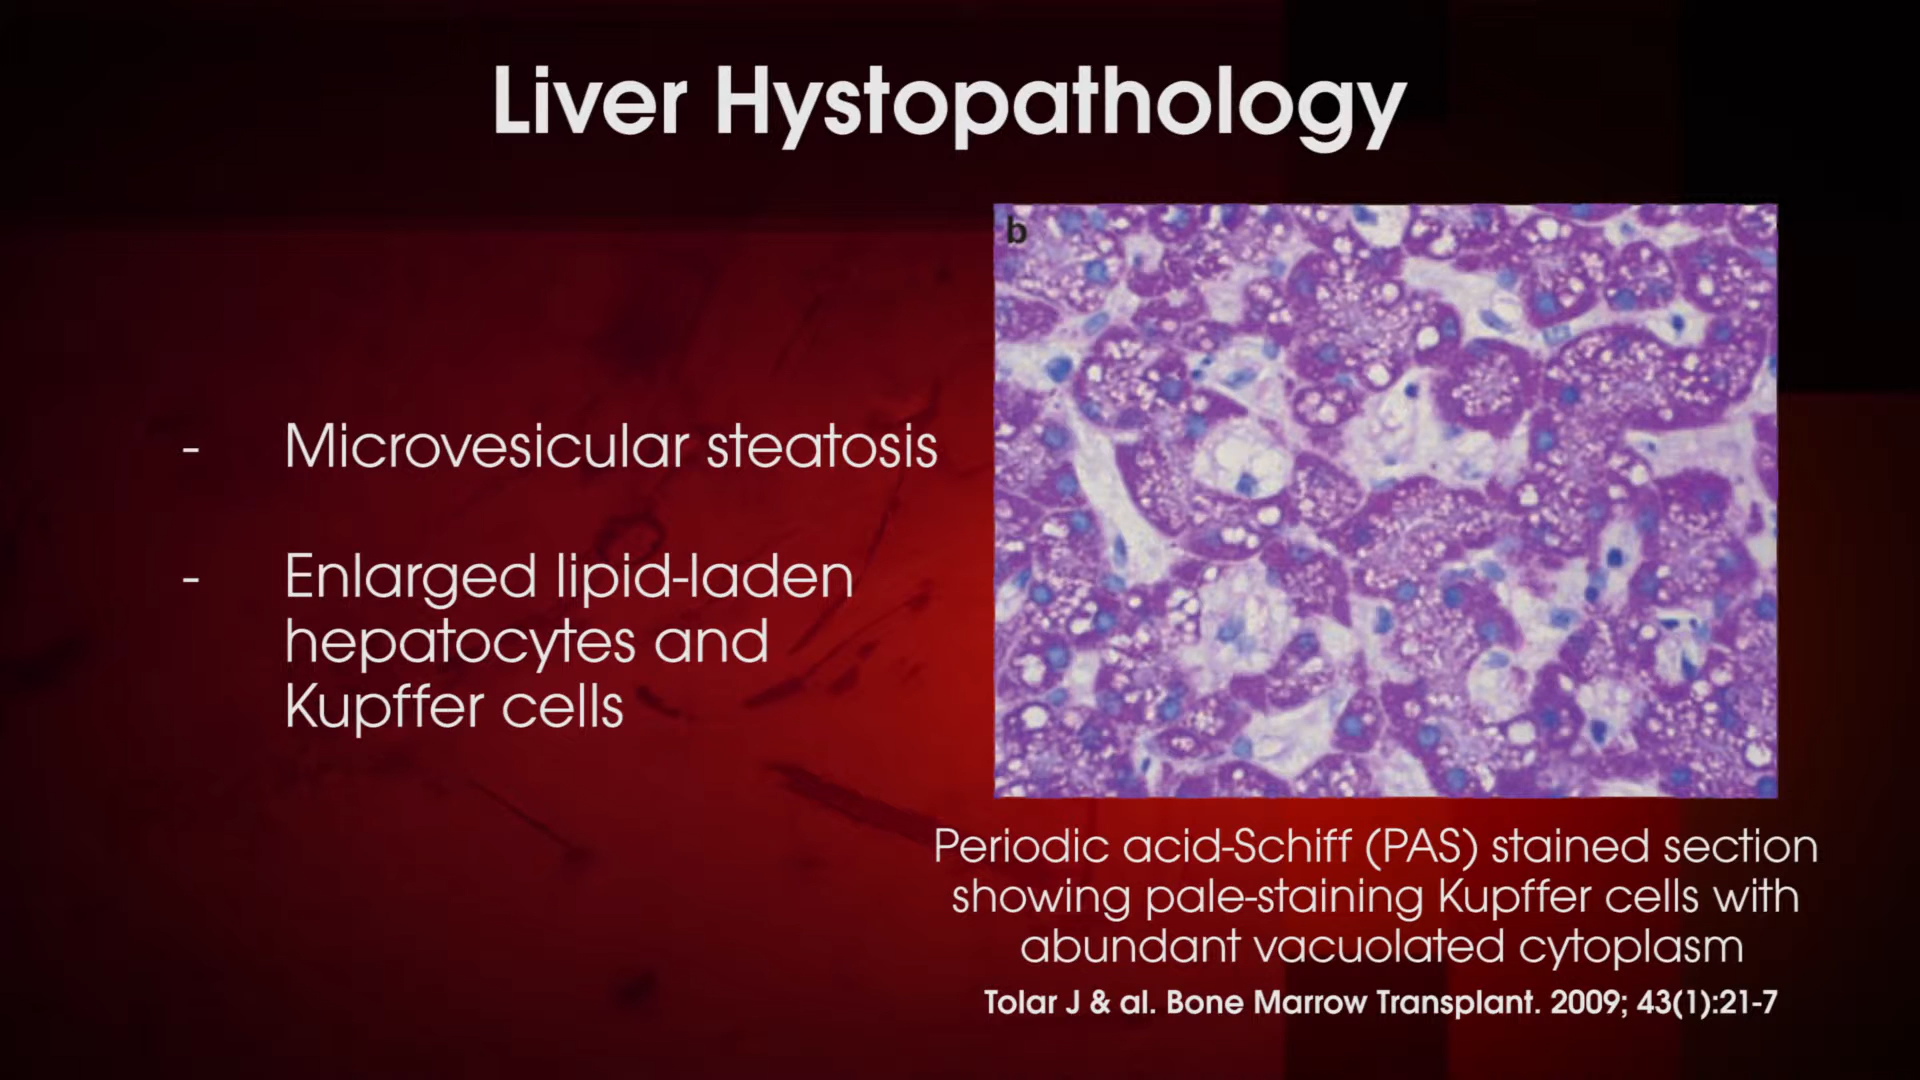 Liver Hystopathology
b
- Microvesicular steatosis
- Enlarged lipid-laden
hepatocytes and
Kupffer cells
Periodic acid-Schiff (PAS) stained section
showing pale-staining Kupffer cells with
abundant vacuolated cytoplasm
Tolar J & al. Bone Marrow Transplant. 2009; 43(1):21-7